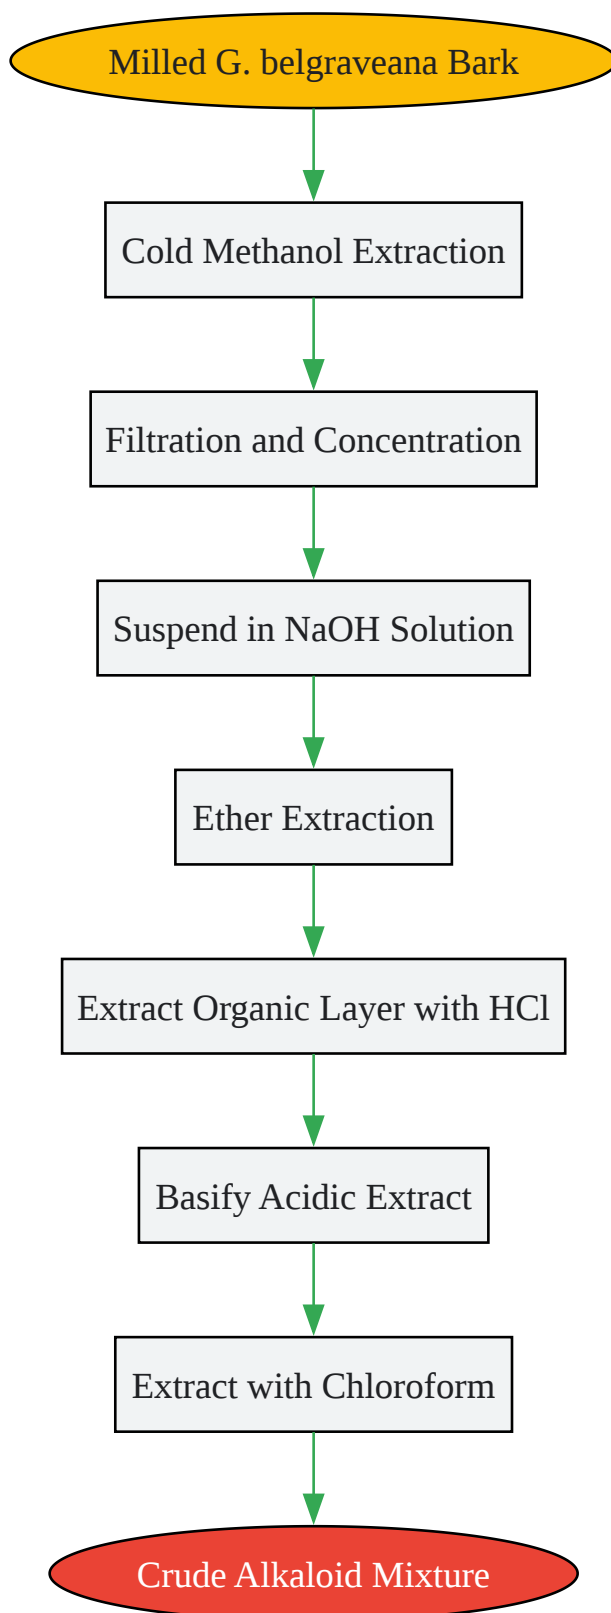 Milled G. belgraveana Bark
Cold Methanol Extraction
Filtration and Concentration
Suspend in NaOH Solution
Ether Extraction
Extract Organic Layer with HCl
Basify Acidic Extract
Extract with Chloroform
Crude Alkaloid Mixture